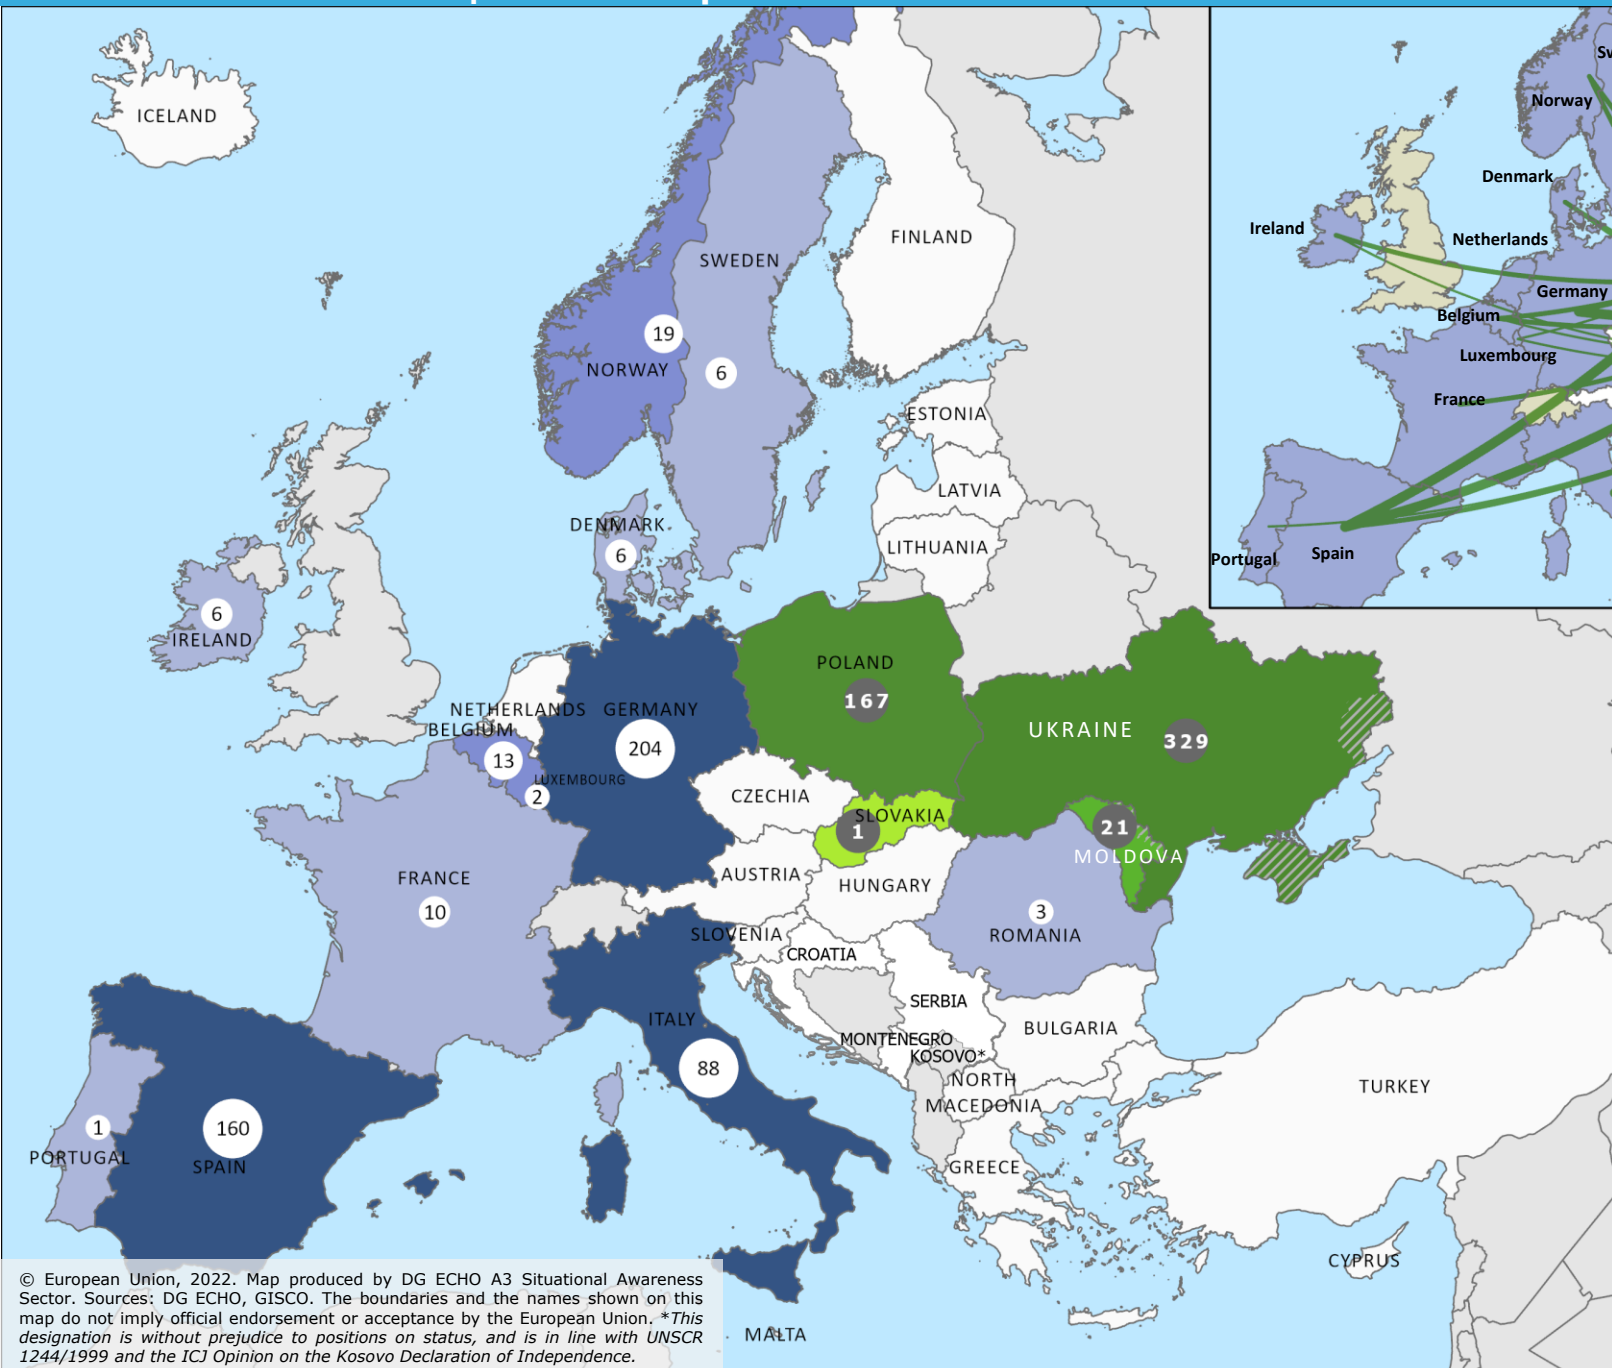 ICELAND
FINLAND
SWEDEN
19
NORWAY
6
ESTONIA
LATVIA
LITHUANIA
DENMARK
6
6
IRELAND
POLAND
167
NETHERLANDS
GERMANY
BELGIUM
UKRAINE
329
204
13
LUXEMBOURG
2
CZECHIA
SLOVAKIA
1
21
MOLDOVA
AUSTRIA
HUNGARY
FRANCE
10
3
ROMANIA
SLOVENIA
CROATIA
SERBIA
ITALY
BULGARIA
MONTENEGRO
KOSOVO*
88
NORTH
MACEDONIA
TURKEY
1
160
PORTUGAL
SPAIN
GREECE
CYPRUS
MALTA
Norway
Denmark
Ireland
Netherlands
Germany
Belgium
Luxembourg
France
Portugal
Spain
© European Union, 2022. Map produced by DG ECHO A3 Situational Awareness
Sector. Sources: DG ECHO, GISCO. The boundaries and the names shown on this
map do not imply official endorsement or acceptance by the European Union. *This
designation is without prejudice to positions on status, and is in line with UNSCR
1244/1999 and the ICJ Opinion on the Kosovo Declaration of Independence.